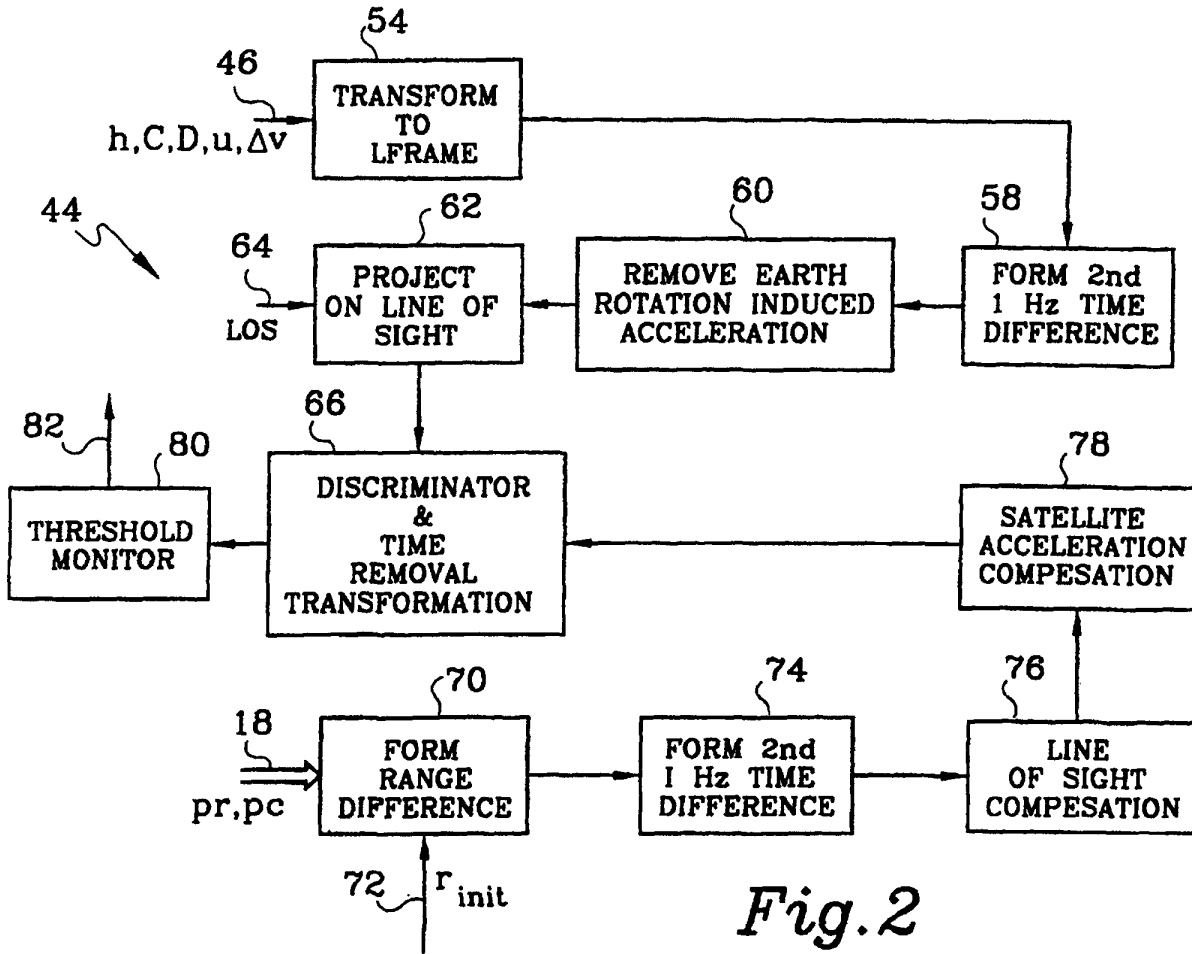 54
46
TRANSFORM
TO
LFRAME
h,C,D,u,Δv
44
62
60
58
64
PROJECT
ON LINE OF
SIGHT
REMOVE EARTH
ROTATION INDUCED
ACCELERATION
FORM 2nd
1 Hz TIME
DIFFERENCE
LOS
82
80
66
78
THRESHOLD
MONITOR
DISCRIMINATOR
&
TIME
REMOVAL
TRANSFORMATION
SATELLITE
ACCELERATION
COMPESATION
18
70
74
76
pr,pc
FORM
RANGE
DIFFERENCE
FORM 2nd
1 Hz TIME
DIFFERENCE
LINE
OF SIGHT
COMPESATION
72
r init
Fig.2